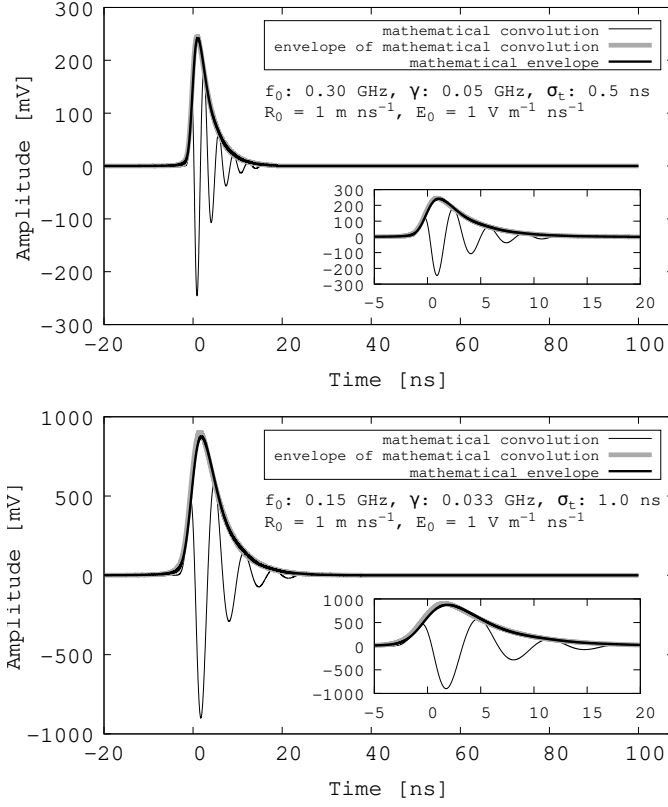 300
200
100
0
−100
−200
−300
Amplitude [mV]
mathematical convolution
envelope of mathematical convolution
mathematical envelope
f₀: 0.30 GHz, γ: 0.05 GHz, σₜ: 0.5 ns
R₀ = 1 m ns⁻¹, E₀ = 1 V m⁻¹ ns⁻¹
300
200
100
0
−100
−200
−300
−5 0 5 10 15 20
−20 0 20 40 60 80 100
Time [ns]
1000
500
0
−500
−1000
Amplitude [mV]
mathematical convolution
envelope of mathematical convolution
mathematical envelope
f₀: 0.15 GHz, γ: 0.033 GHz, σₜ: 1.0 ns
R₀ = 1 m ns⁻¹, E₀ = 1 V m⁻¹ ns⁻¹
1000
500
0
−500
−1000
−5 0 5 10 15 20
−20 0 20 40 60 80 100
Time [ns]